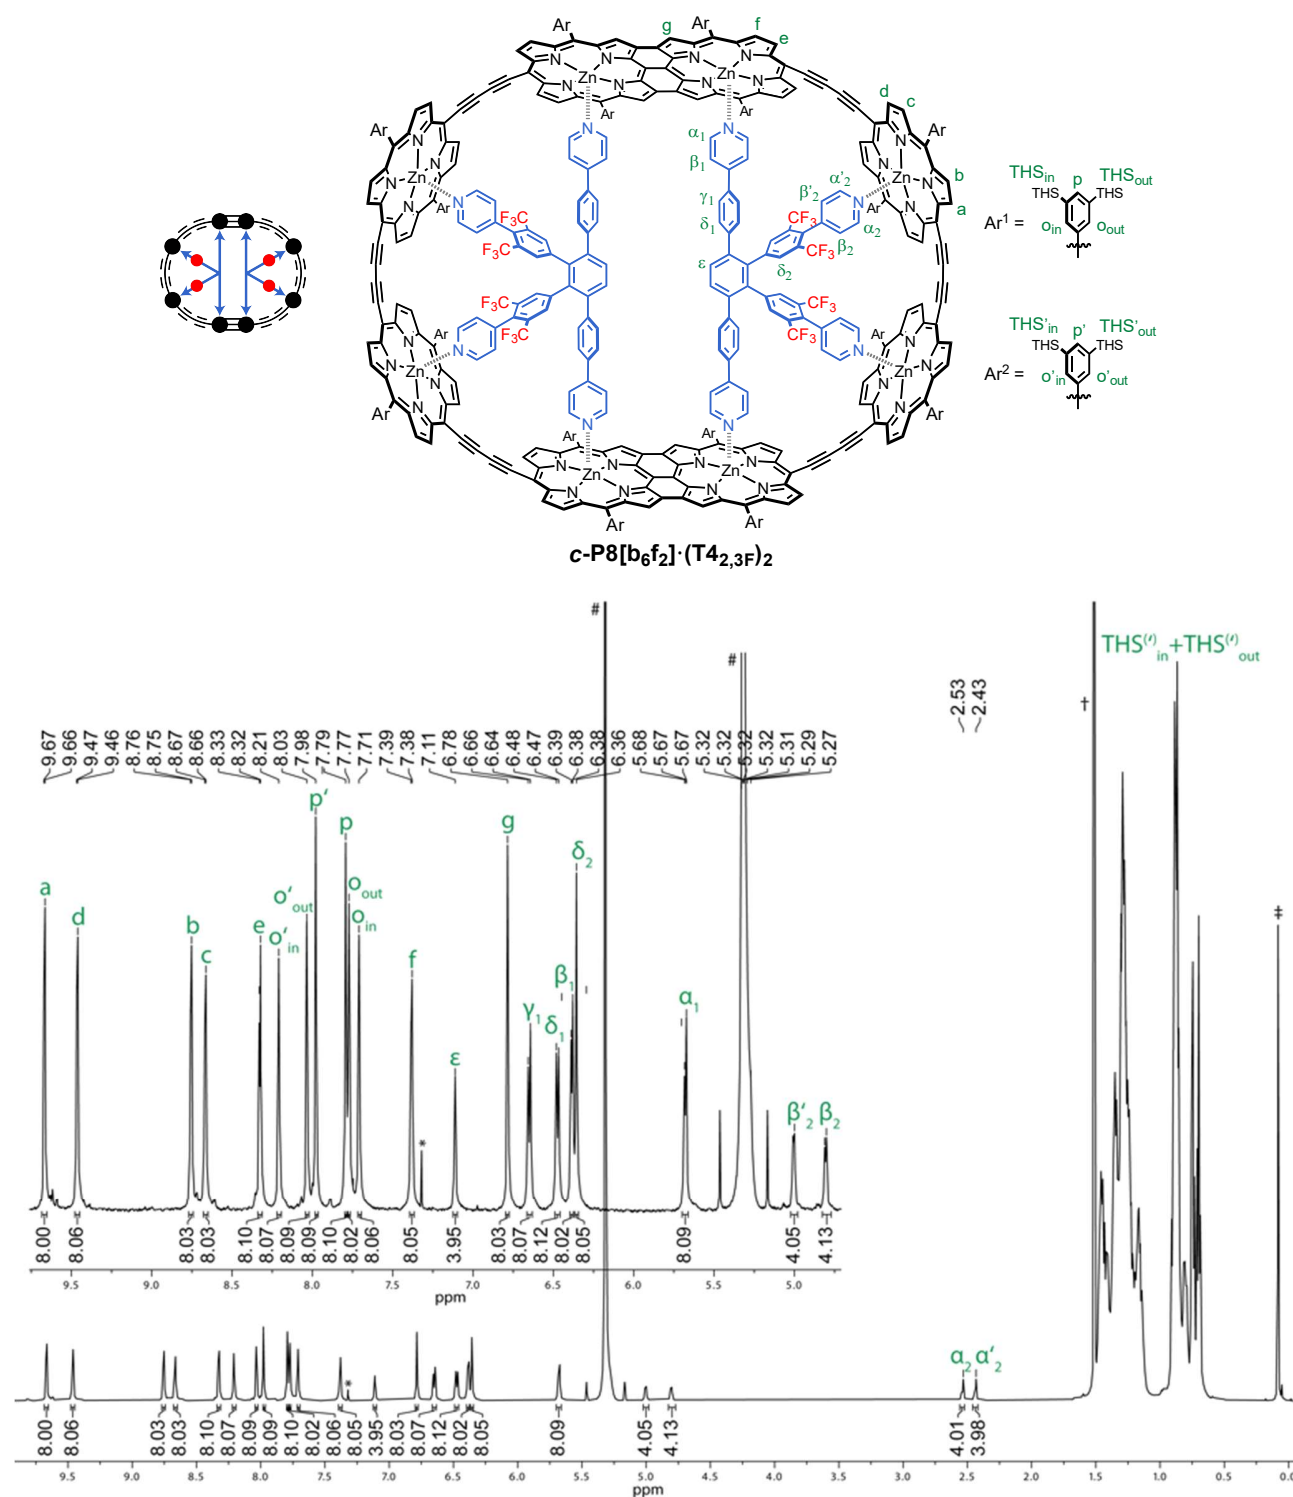 Ar
Ar
g
f
e
Zn
Zn
N
N
N
N
N
N
N
N
Ar
Ar
d
c
Ar
Ar
b
a
N
N
N
N
N
N
N
N
Zn
Zn
Ar
Ar
α1
β1
γ1
δ1
ε
α'2
β'2
α2
β2
δ2
N
N
N
N
F3C
F3C
CF3
CF3
F3C
F3C
CF3
CF3
N
N
N
N
Zn
Zn
Ar
Ar
Ar
Ar
N
N
N
N
N
N
N
N
Ar
Ar
N
N
N
N
N
N
N
N
Zn
Zn
Ar
Ar
THSin
p
THSout
THS
THS
Ar1 =
oin
oout
THS'in
p'
THS'out
THS
THS
Ar2 =
o'in
o'out
c-P8[b6f2]·(T42,3F)2
#
#
†
‡
THS(′)in+THS(′)out
2.53
2.43
9.67
9.66
9.47
9.46
8.76
8.75
8.67
8.66
8.33
8.32
8.21
8.03
7.98
7.79
7.77
7.71
7.39
7.38
7.11
6.78
6.66
6.64
6.48
6.47
6.39
6.38
6.38
6.36
5.68
5.67
5.67
5.32
5.32
5.32
5.32
5.31
5.29
5.27
a
d
b
c
e
o'in
o'out
p'
p
oout
oin
f
*
ε
g
γ1
δ1
β1
δ2
α1
β'2
β2
8.00
8.06
8.03
8.03
8.10
8.07
8.09
8.09
8.10
8.02
8.06
8.05
3.95
8.03
8.07
8.12
8.02
8.05
8.09
4.05
4.13
9.5
9.0
8.5
8.0
7.5
7.0
6.5
6.0
5.5
5.0
ppm
*
α2
α'2
8.00
8.06
8.03
8.03
8.10
8.07
8.09
8.09
8.10
8.02
8.06
8.05
3.95
8.03
8.07
8.12
8.02
8.05
8.09
4.05
4.13
4.01
3.98
9.5
9.0
8.5
8.0
7.5
7.0
6.5
6.0
5.5
5.0
4.5
4.0
3.5
3.0
2.5
2.0
1.5
1.0
0.5
0.0
ppm